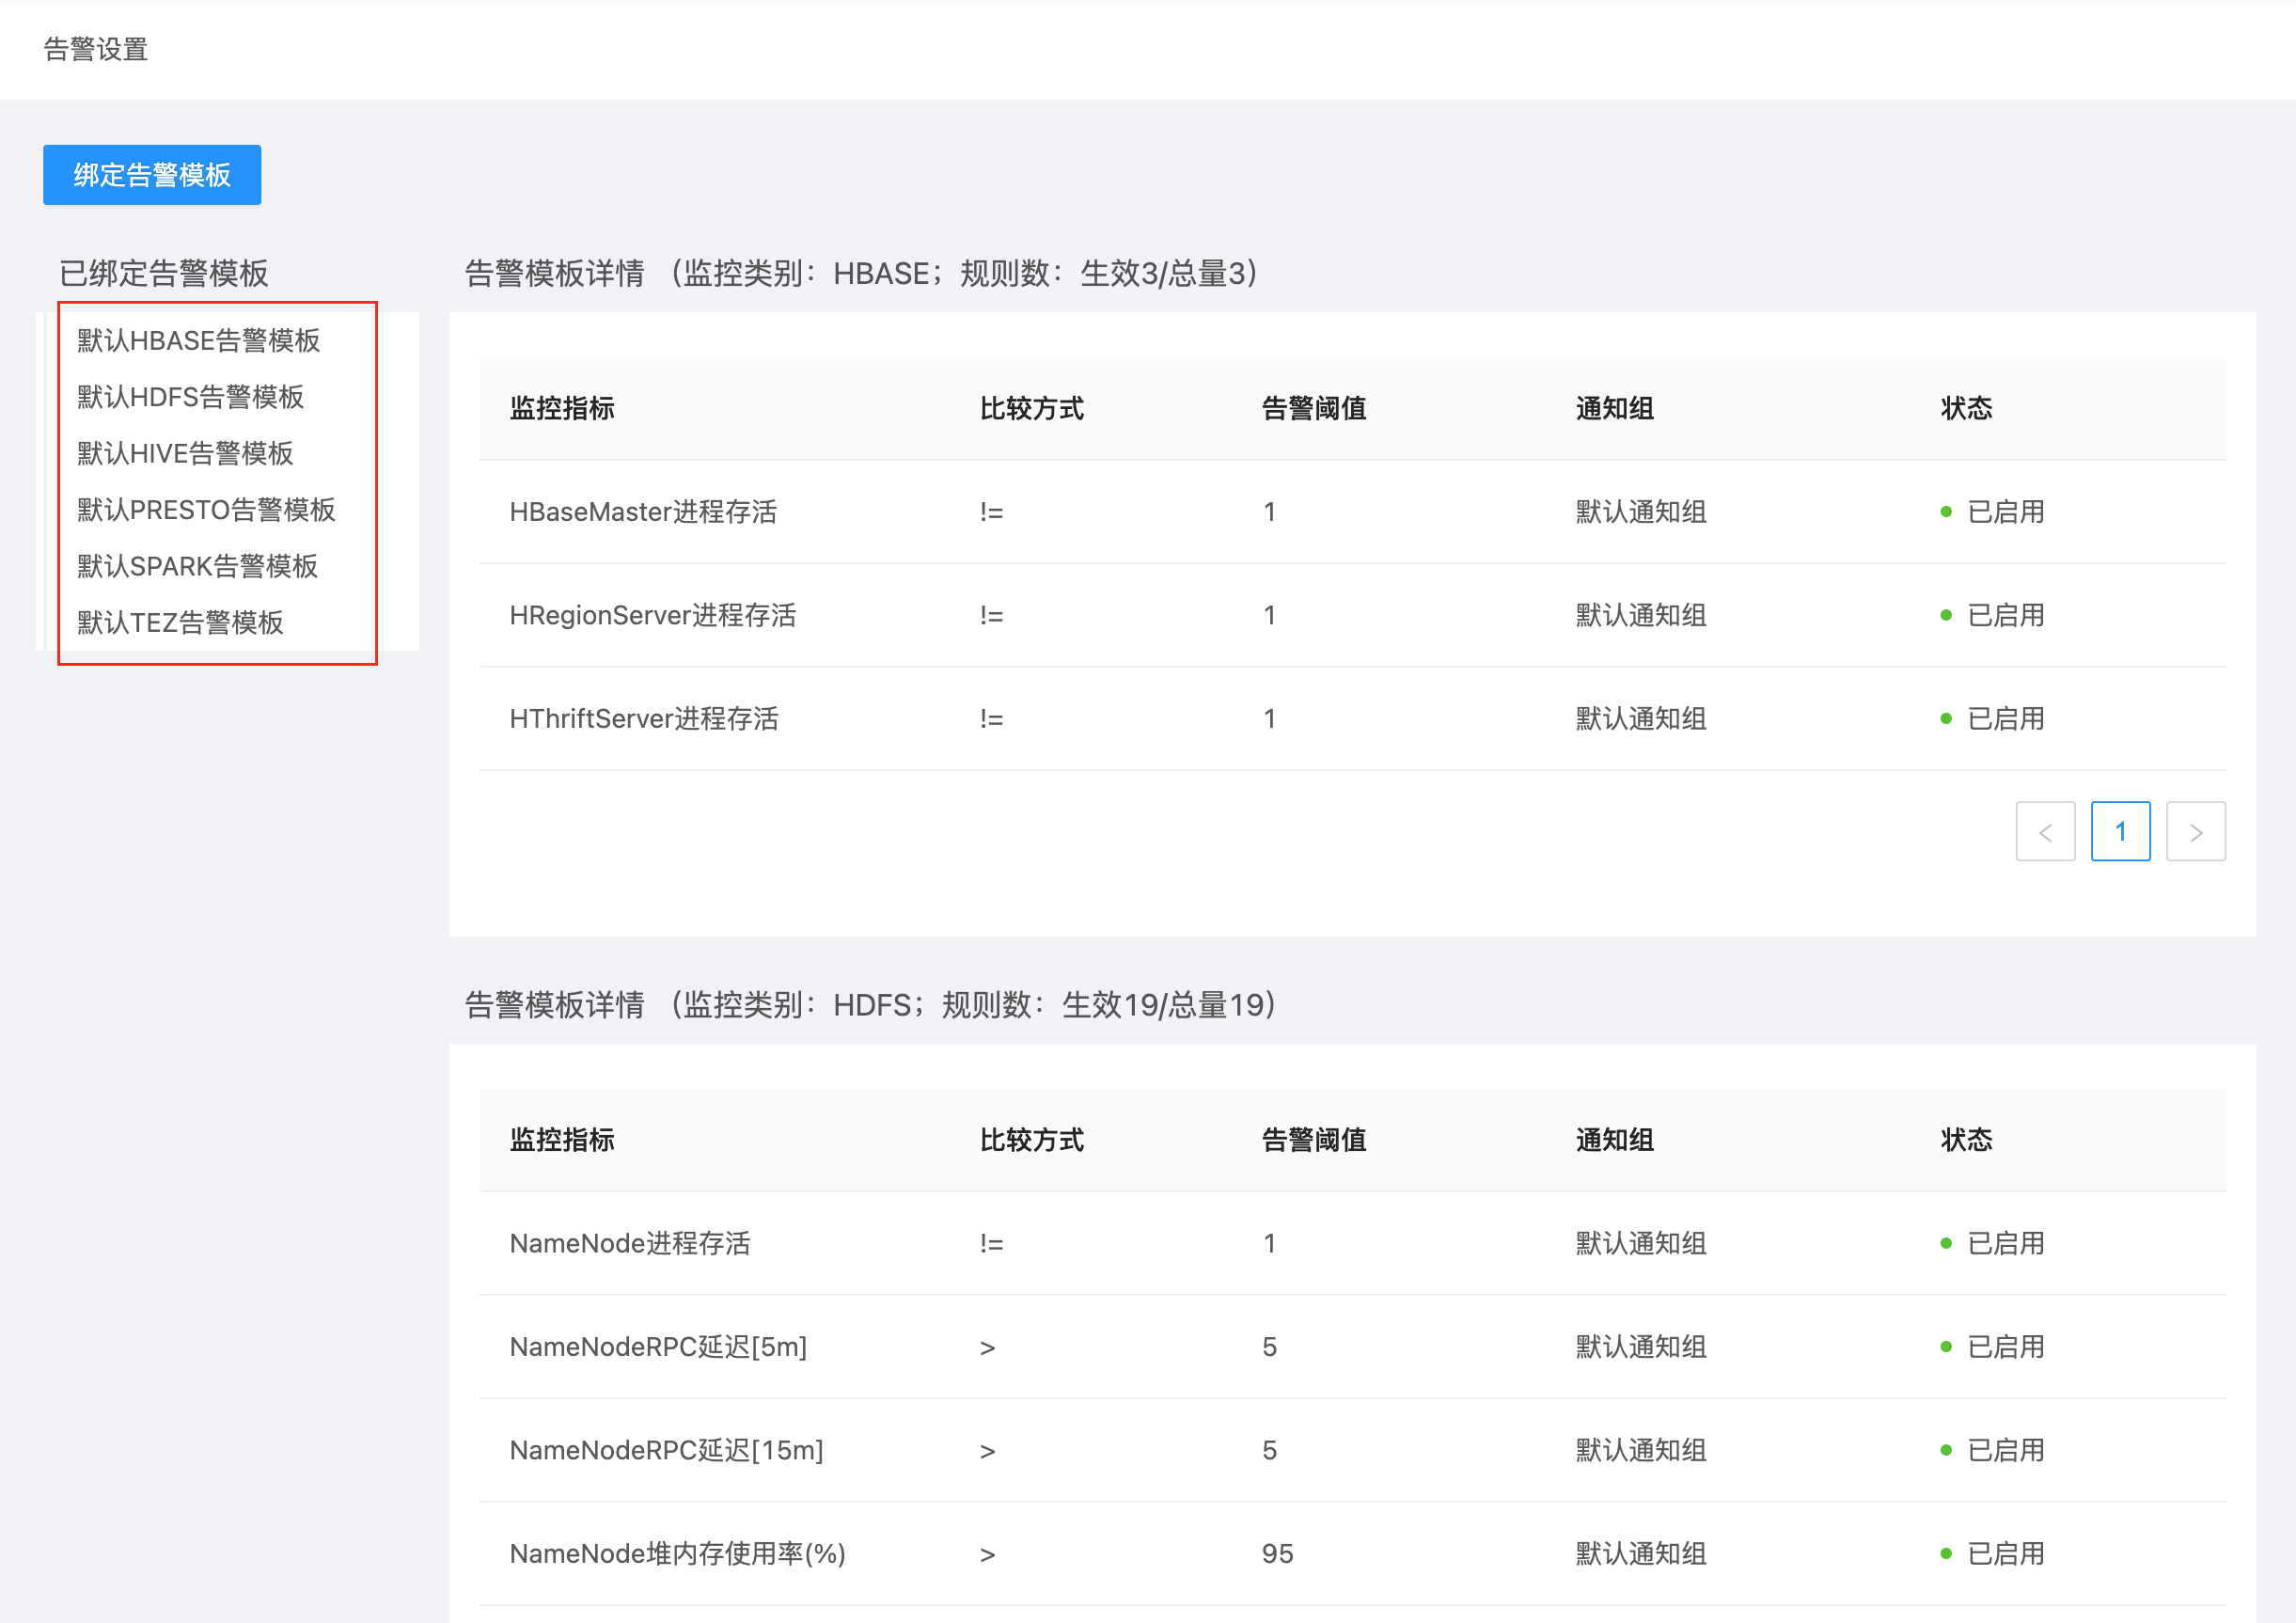 告警设置
绑定告警模板
已绑定告警模板
默认HBASE告警模板
默认HDFS告警模板
默认HIVE告警模板
默认PRESTO告警模板
默认SPARK告警模板
默认TEZ告警模板
告警模板详情 （监控类别：HBASE；规则数：生效3/总量3）
监控指标 比较方式 告警阈值 通知组 状态
HBaseMaster进程存活 != 1 默认通知组 已启用
HRegionServer进程存活 != 1 默认通知组 已启用
HThriftServer进程存活 != 1 默认通知组 已启用
< 1 >
告警模板详情 （监控类别：HDFS；规则数：生效19/总量19）
监控指标 比较方式 告警阈值 通知组 状态
NameNode进程存活 != 1 默认通知组 已启用
NameNodeRPC延迟[5m] > 5 默认通知组 已启用
NameNodeRPC延迟[15m] > 5 默认通知组 已启用
NameNode堆内存使用率(%) > 95 默认通知组 已启用